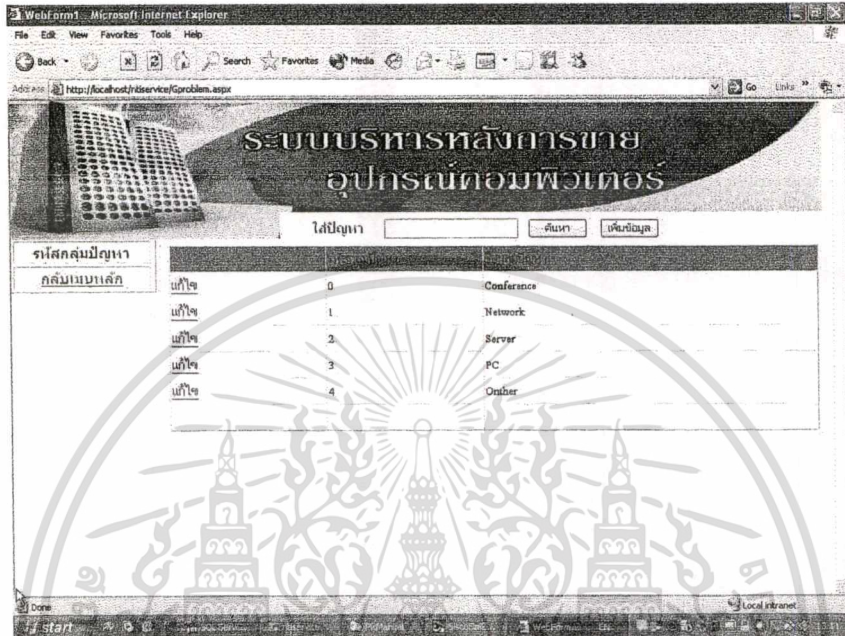 WebForm1 - Microsoft Internet Explorer
File Edit View Favorites Tools Help
Back Search Favorites Media
Address http://localhost/ntiservice/Gproblem.aspx Go Links
ระบบบริหารหลังการขาย
อุปกรณ์คอมพิวเตอร์
ใส่ปัญหา ค้นหา เพิ่มข้อมูล
รหัสกลุ่มปัญหา
กลับเมนูหลัก
แก้ไข 0 Conference
แก้ไข 1 Network
แก้ไข 2 Server
แก้ไข 3 PC
แก้ไข 4 Onther
Done Local intranet
start